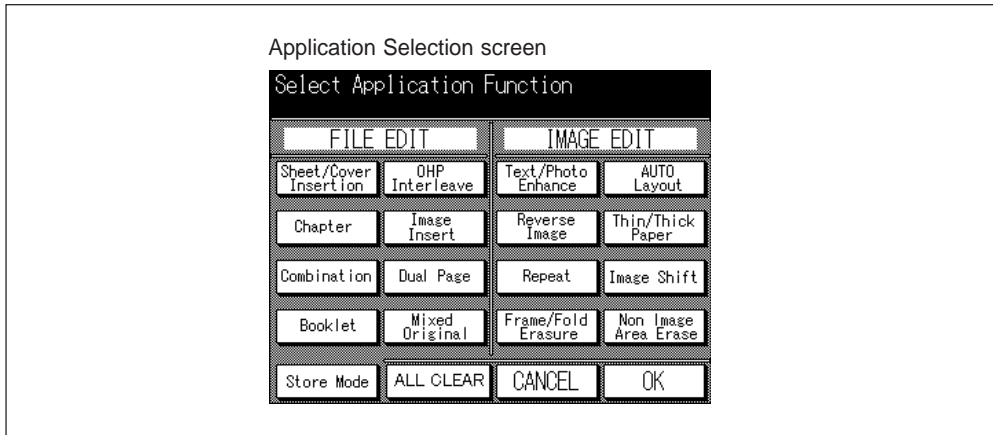 Application Selection screen
Select Application Function
FILE EDIT
IMAGE EDIT
Sheet/Cover
Insertion
OHP
Interleave
Text/Photo
Enhance
AUTO
Layout
Chapter
Image
Insert
Reverse
Image
Thin/Thick
Paper
Combination
Dual Page
Repeat
Image Shift
Booklet
Mixed
Original
Frame/Fold
Erasure
Non Image
Area Erase
Store Mode
ALL CLEAR
CANCEL
OK